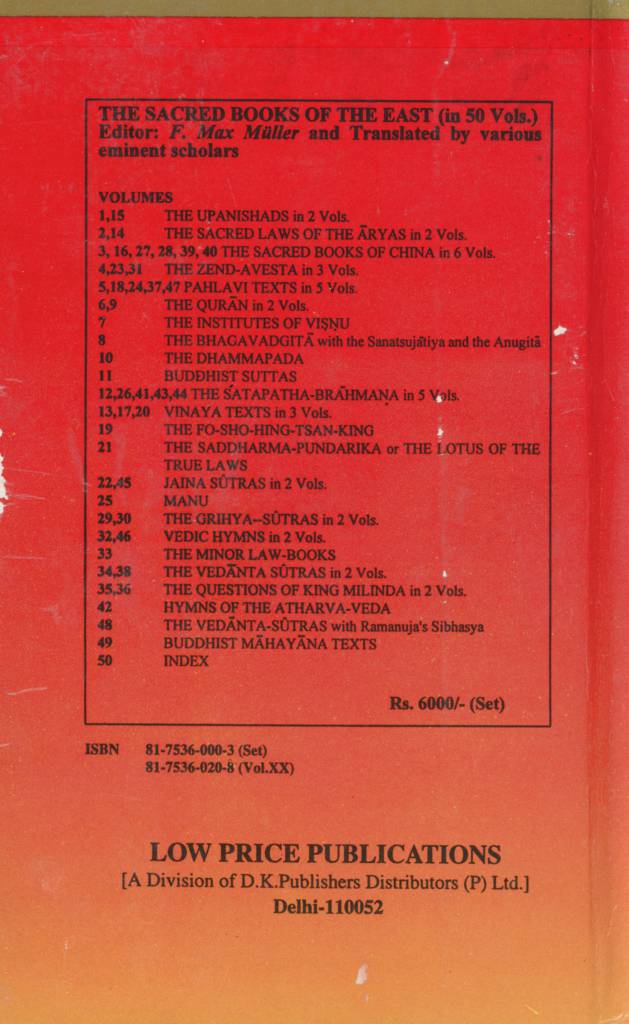 THE SACRED BOOKS OF THE EAST (in 50 Vols.)
Editor: F. Max Müller and Translated by various
eminent scholars
VOLUMES
1,15 THE UPANISHADS in 2 Vols.
2,14 THE SACRED LAWS OF THE ĀRYAS in 2 Vols.
3, 16, 27, 28, 39, 40 THE SACRED BOOKS OF CHINA in 6 Vols.
4,23,31 THE ZEND-AVESTA in 3 Vols.
5,18,24,37,47 PAHLAVI TEXTS in 5 Vols.
6,9 THE QURĀN in 2 Vols.
7 THE INSTITUTES OF VIṢṆU
8 THE BHAGAVADGITĀ with the Sanatsujātiya and the Anugitā
10 THE DHAMMAPADA
11 BUDDHIST SUTTAS
12,26,41,43,44 THE ŚATAPATHA-BRĀHMAṆA in 5 Vols.
13,17,20 VINAYA TEXTS in 3 Vols.
19 THE FO-SHO-HING-TSAN-KING
21 THE SADDHARMA-PUNDARIKA or THE LOTUS OF THE
TRUE LAWS
22,45 JAINA SŪTRAS in 2 Vols.
25 MANU
29,30 THE GRIHYA--SŪTRAS in 2 Vols.
32,46 VEDIC HYMNS in 2 Vols.
33 THE MINOR LAW-BOOKS
34,38 THE VEDĀNTA SŪTRAS in 2 Vols.
35,36 THE QUESTIONS OF KING MILINDA in 2 Vols.
42 HYMNS OF THE ATHARVA-VEDA
48 THE VEDĀNTA-SŪTRAS with Ramanuja's Sibhasya
49 BUDDHIST MĀHAYĀNA TEXTS
50 INDEX
Rs. 6000/- (Set)
ISBN 81-7536-000-3 (Set)
81-7536-020-8 (Vol.XX)
LOW PRICE PUBLICATIONS
[A Division of D.K.Publishers Distributors (P) Ltd.]
Delhi-110052